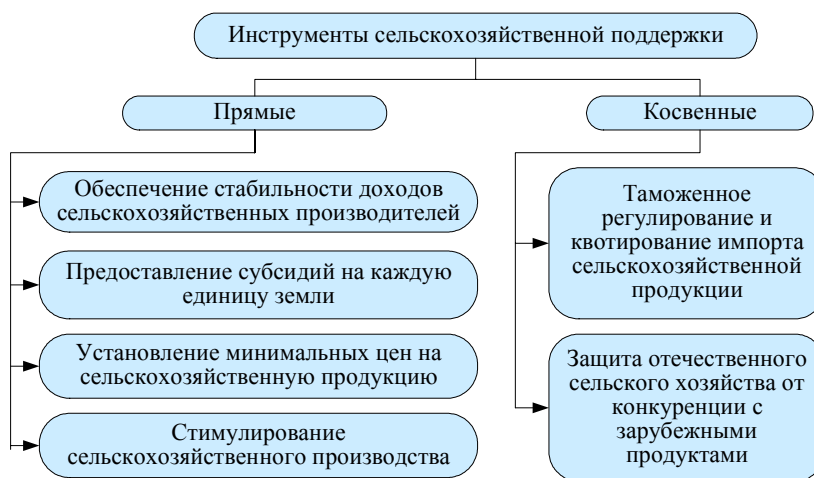 Инструменты сельскохозяйственной поддержки
Прямые
Косвенные
Обеспечение стабильности доходов
сельскохозяйственных производителей
Предоставление субсидий на каждую
единицу земли
Установление минимальных цен на
сельскохозяйственную продукцию
Стимулирование
сельскохозяйственного производства
Таможенное
регулирование и
квотирование импорта
сельскохозяйственной
продукции
Защита отечественного
сельского хозяйства от
конкуренции с
зарубежными
продуктами